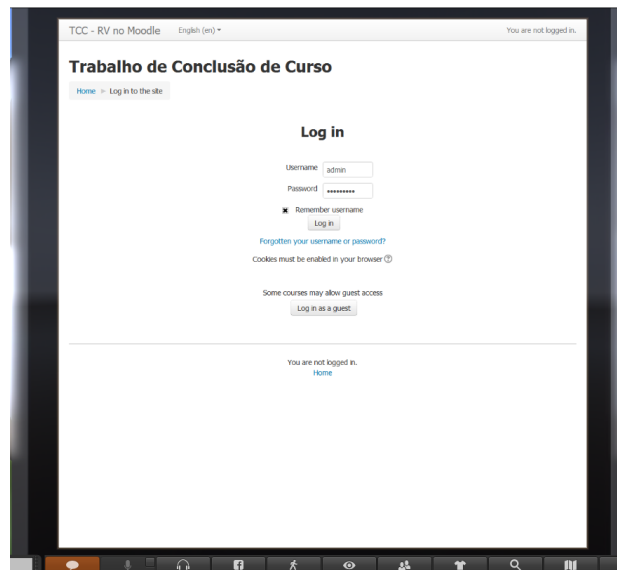 TCC - RV no Moodle English (en) You are not logged in.
Trabalho de Conclusão de Curso
Home Log in to the site
Log in
Username admin
Password
Remember username
Log in
Forgotten your username or password?
Cookies must be enabled in your browser
Some courses may allow guest access
Log in as a guest
You are not logged in.
Home